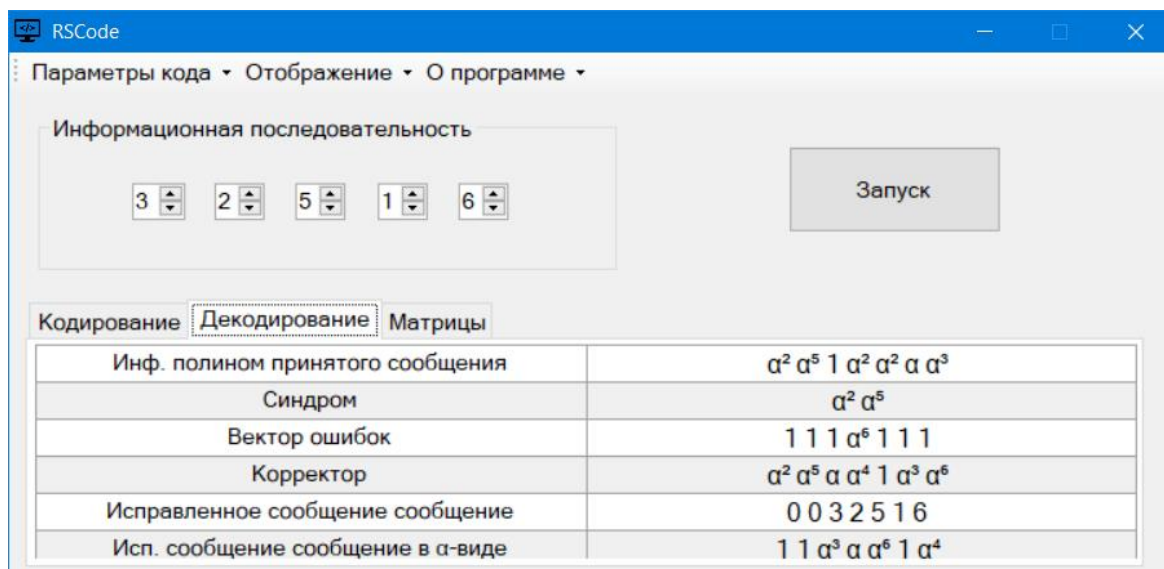 RSCode
Параметры кода Отображение О программе
Информационная последовательность
3 2 5 1 6
Запуск
Кодирование Декодирование Матрицы
Инф. полином принятого сообщения α² α⁵ 1 α² α² α α³
Синдром α² α⁵
Вектор ошибок 1 1 1 α⁶ 1 1 1
Корректор α² α⁵ α α⁴ 1 α³ α⁶
Исправленное сообщение сообщение 0 0 3 2 5 1 6
Исп. сообщение сообщение в α-виде 1 1 α³ α α⁶ 1 α⁴